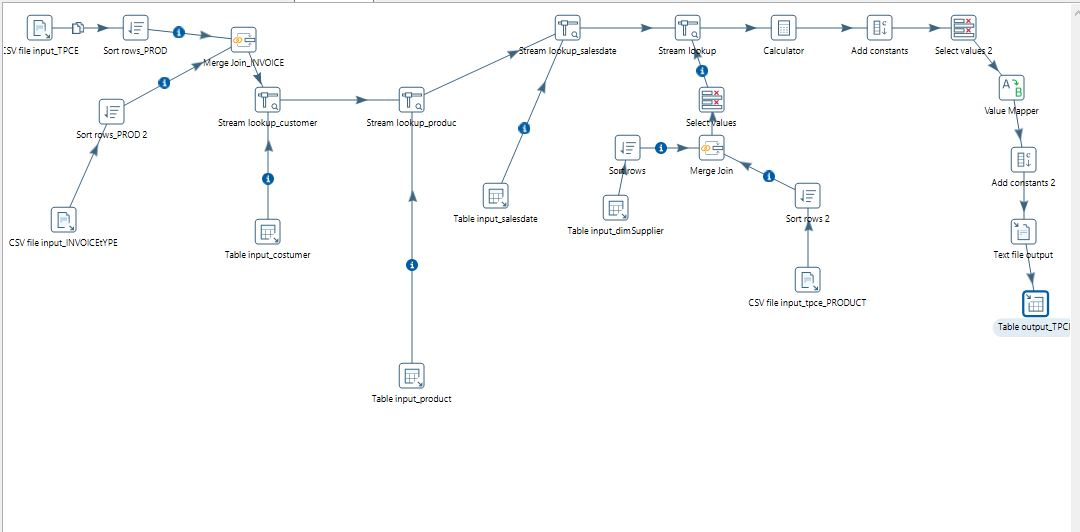 :SV file input_TPCE
Sort rows_PROD
Merge Join_INVOICE
Stream lookup_salesdate
Stream lookup
Calculator
Add constants
Select values 2
Value Mapper
Sort rows_PROD 2
Stream lookup_customer
Stream lookup_produc
Select values
Sort rows
Merge Join
Add constants 2
CSV file input_INVOICEtYPE
Table input_costumer
Table input_salesdate
Table input_dimSupplier
Sort rows 2
Text file output
CSV file input_tpce_PRODUCT
Table output_TPCI
Table input_product